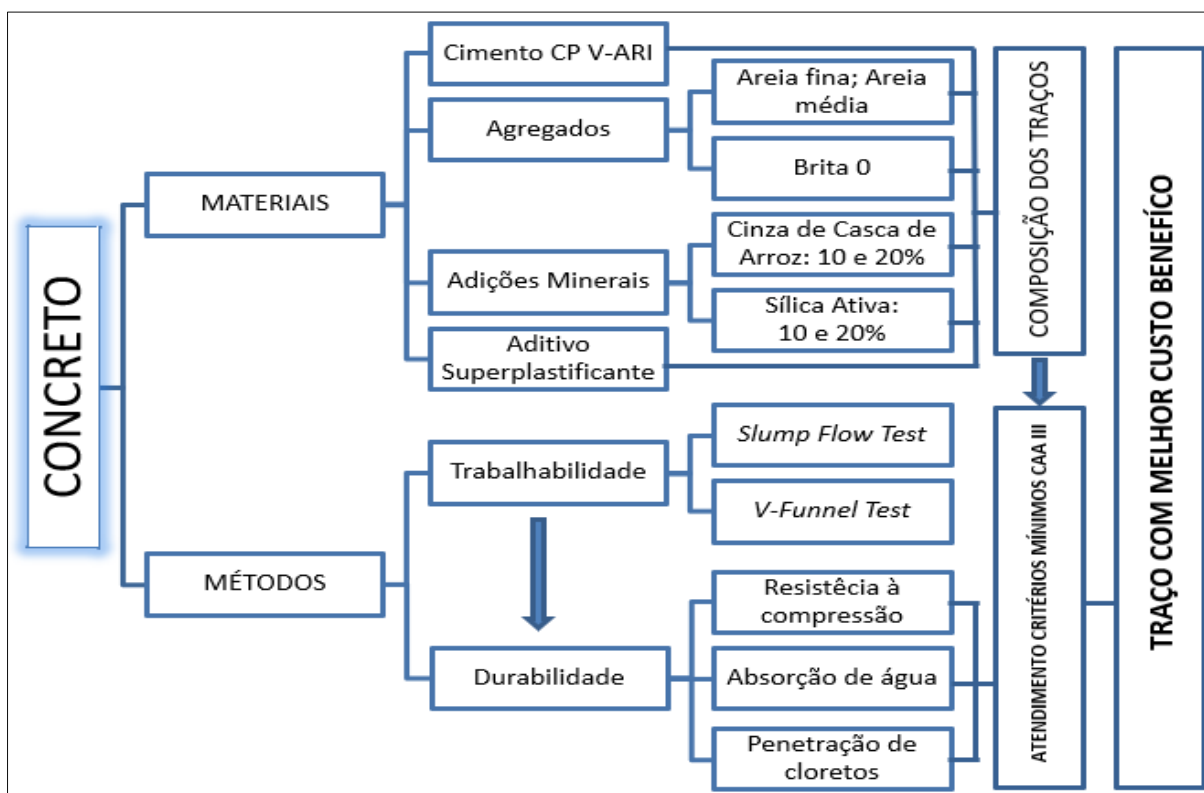 CONCRETO
MATERIAIS
Cimento CP V-ARI
Agregados
Areia fina; Areia
média
Brita 0
Adições Minerais
Cinza de Casca de
Arroz: 10 e 20%
Sílica Ativa:
10 e 20%
Aditivo
Superplastificante
COMPOSIÇÃO DOS TRAÇOS
MÉTODOS
Trabalhabilidade
Slump Flow Test
V-Funnel Test
Durabilidade
Resistêcia à
compressão
Absorção de água
Penetração de
cloretos
ATENDIMENTO CRITÉRIOS MÍNIMOS CAA III
TRAÇO COM MELHOR CUSTO BENEFÍCO